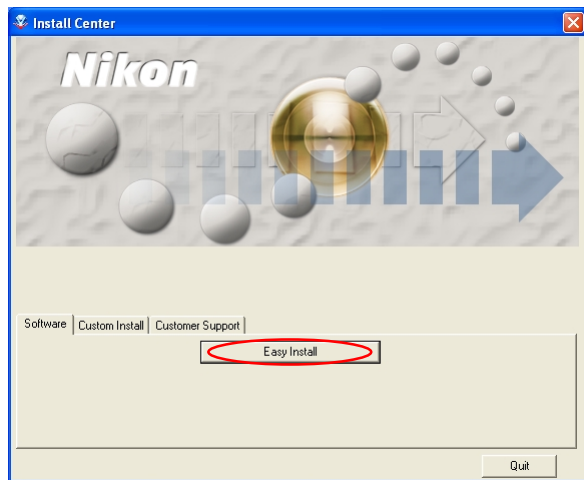 Install Center
Nikon
Software
Custom Install
Customer Support
Easy Install
Quit